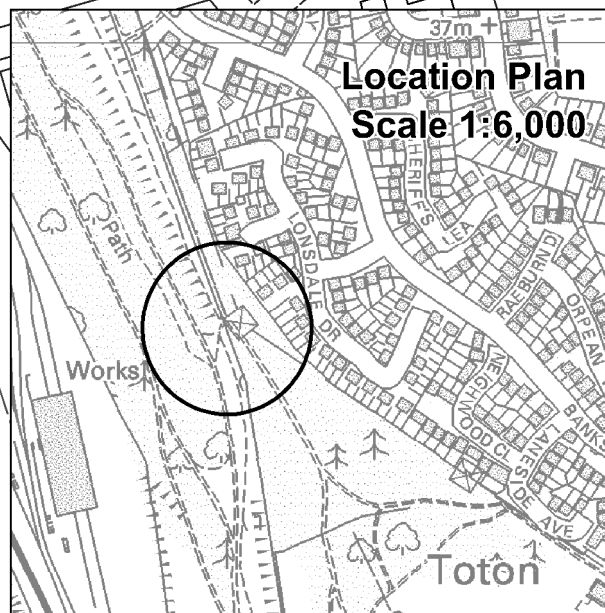 37m
Location Plan
Scale 1:6,000
SHERIFF'S
LEA
LONSDALE
DR
Path
RAEBURN D
ORPEAN
Works
NEIGHWOOD CL
BANKS
LANESIDE AVE
Toton